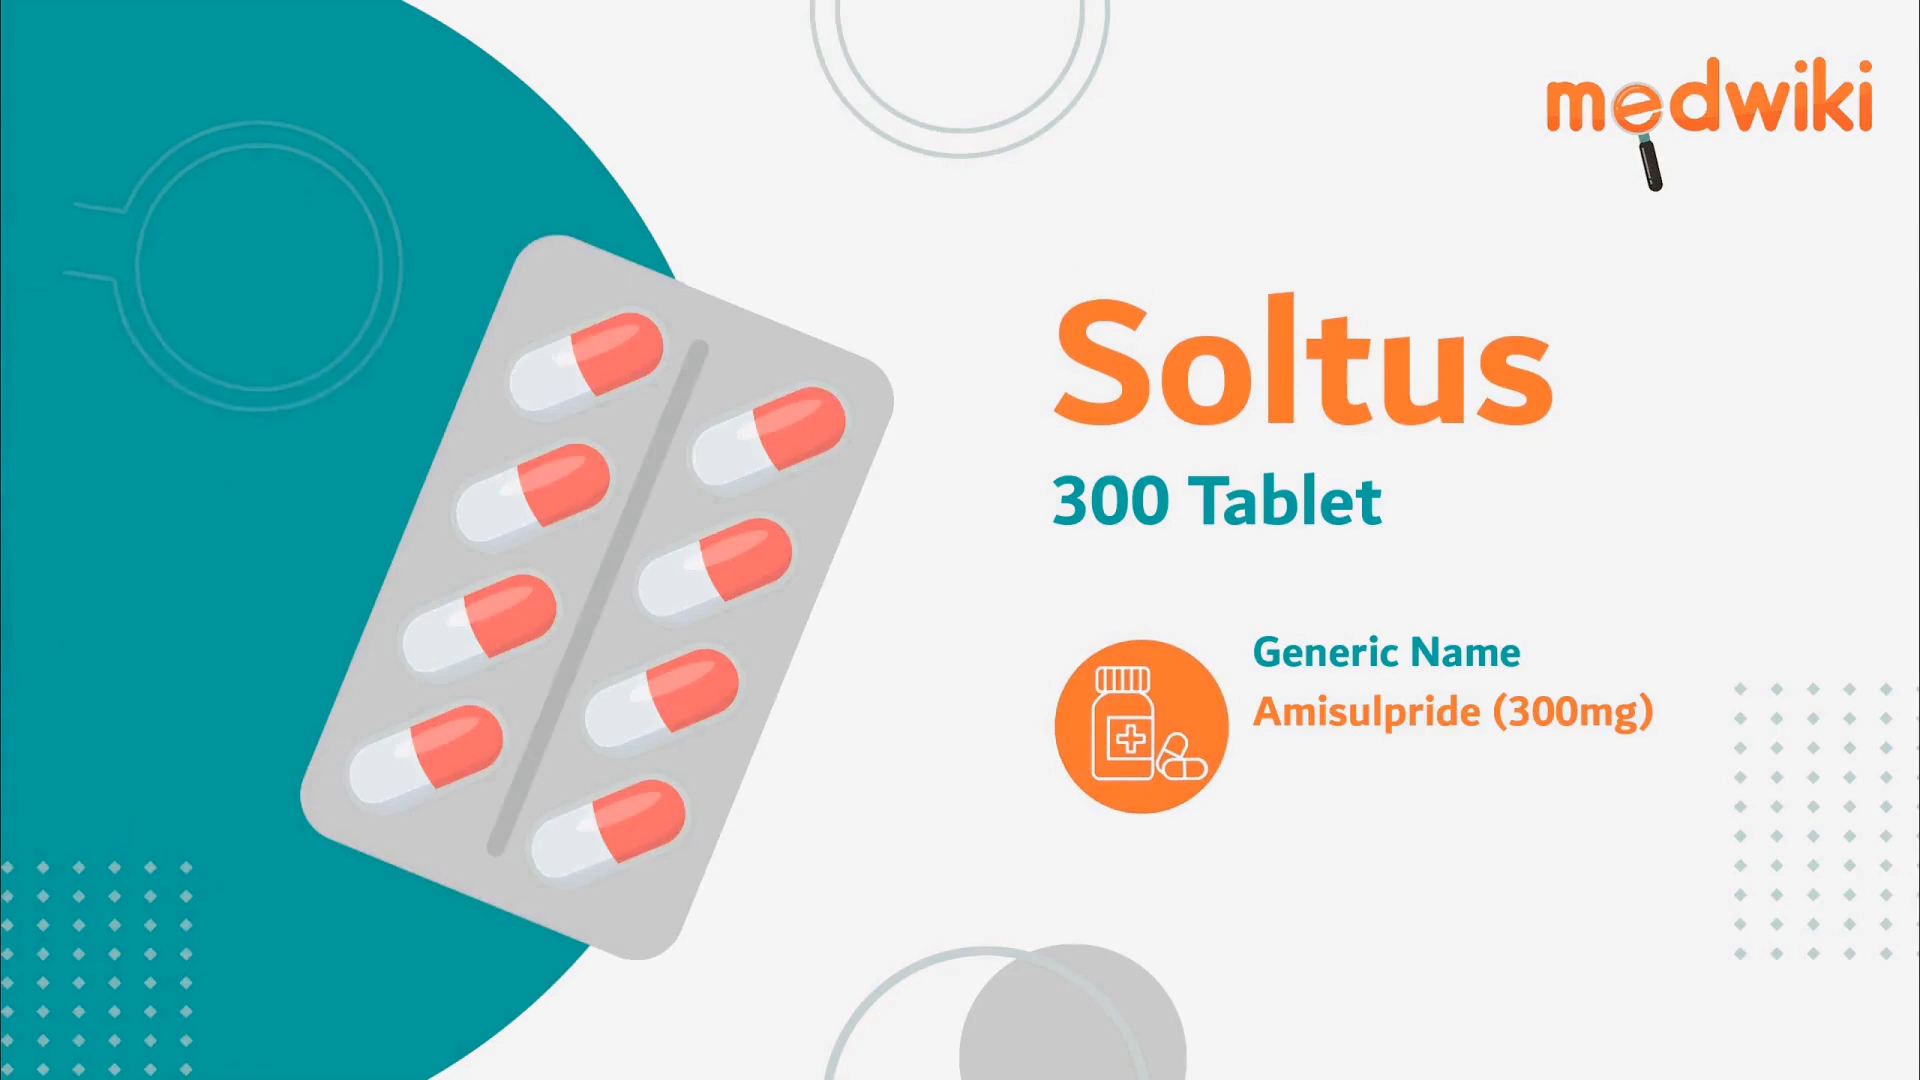 medwiki
Soltus
300 Tablet
Generic Name
Amisulpride (300mg)